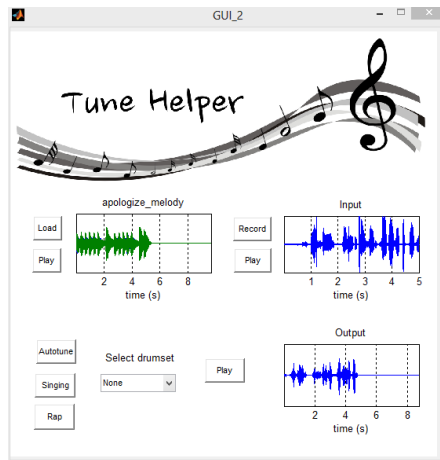 GUI_2
Tune Helper
apologize_melody
Input
Load
Record
Play
Play
2 4 6 8
time (s)
1 2 3 4 5
time (s)
Output
Autotune
Select drumset
Play
Singing
None
Rap
2 4 6 8
time (s)